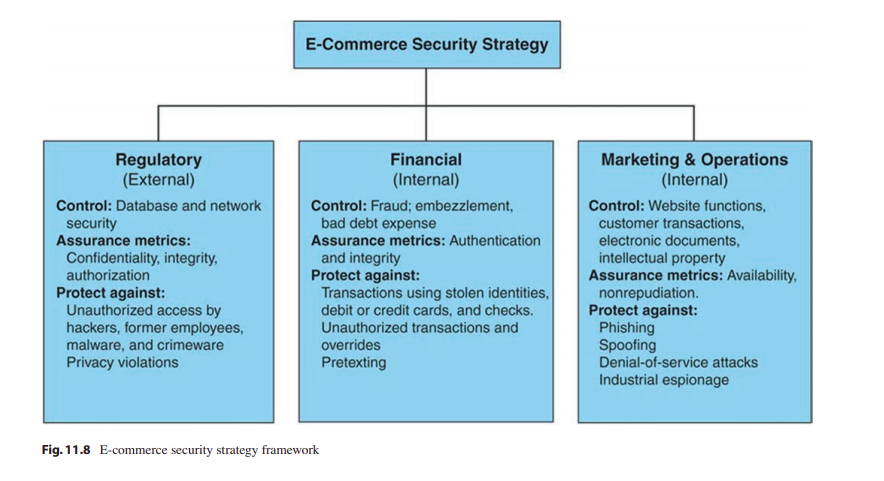 E-Commerce Security Strategy
Regulatory
(External)
Control: Database and network
security
Assurance metrics:
Confidentiality, integrity,
authorization
Protect against:
Unauthorized access by
hackers, former employees,
malware, and crimeware
Privacy violations
Financial
(Internal)
Control: Fraud; embezzlement,
bad debt expense
Assurance metrics: Authentication
and integrity
Protect against:
Transactions using stolen identities,
debit or credit cards, and checks.
Unauthorized transactions and
overrides
Pretexting
Marketing & Operations
(Internal)
Control: Website functions,
customer transactions,
electronic documents,
intellectual property
Assurance metrics: Availability,
nonrepudiation.
Protect against:
Phishing
Spoofing
Denial-of-service attacks
Industrial espionage
Fig. 11.8 E-commerce security strategy framework